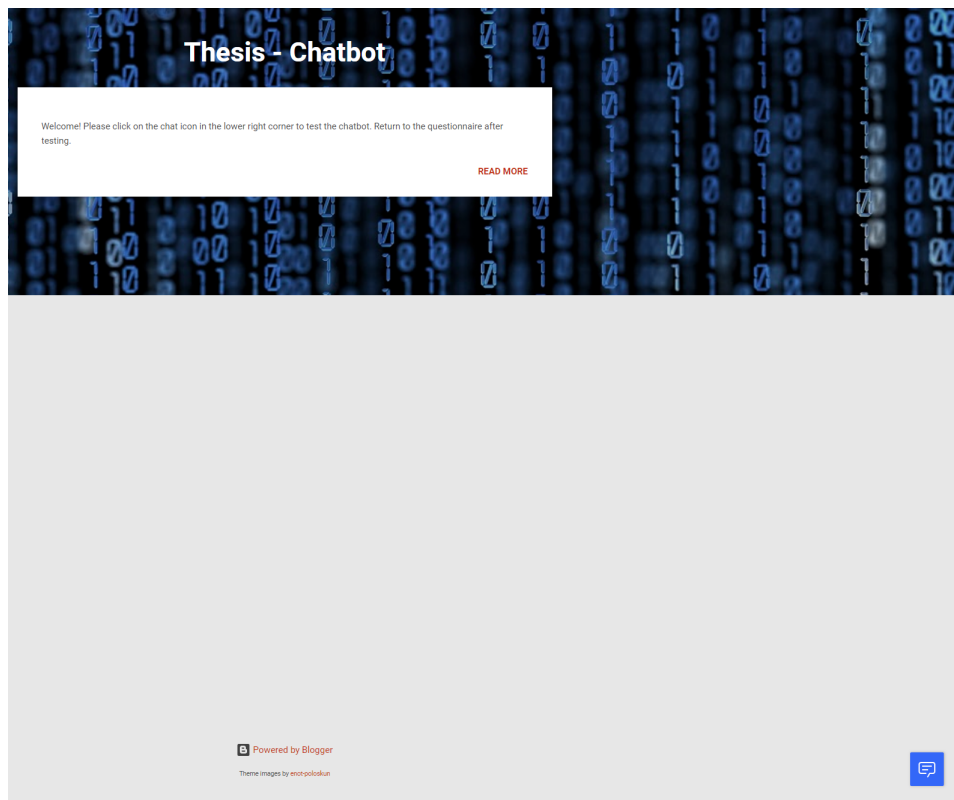 Thesis - Chatbot
Welcome! Please click on the chat icon in the lower right corner to test the chatbot. Return to the questionnaire after
testing.
READ MORE
Powered by Blogger
Theme images by enot-poloskun